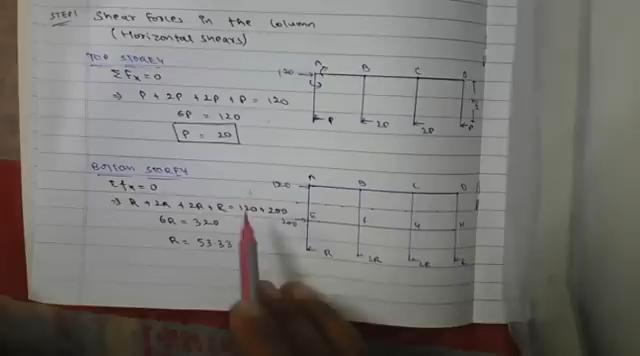 STEP1 Shear Forces in the Column
(Horizontal shears)
TOP STOREY
Σfx = 0
⇒ P + 2P + 2P + P = 120
6P = 120
P = 20
120 A B C D
P 2P 2P P
BOTTOM STOREY
Σfx = 0
⇒ R + 2R + 2R + R = 120 + 200
6R = 320
R = 53.33
120 A B C D
200 E F G H
R 2R 2R R